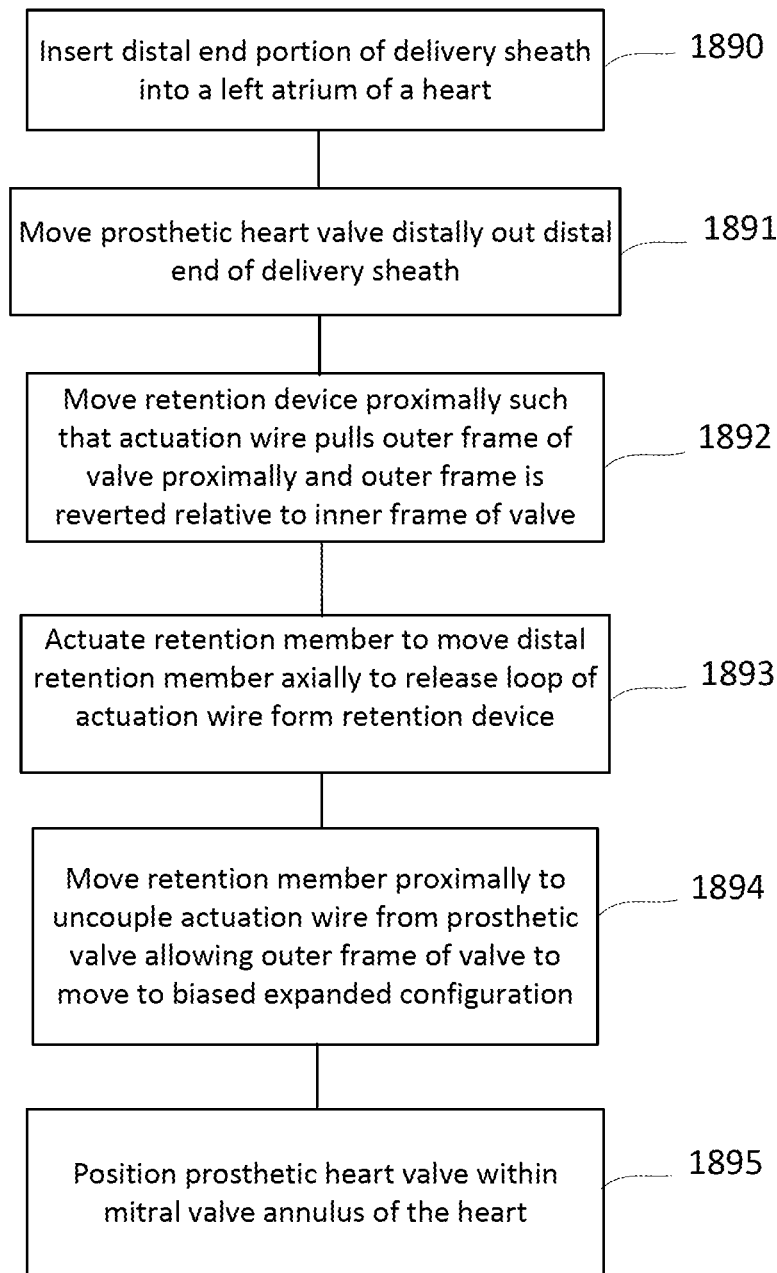 Insert distal end portion of delivery sheath
into a left atrium of a heart
1890
Move prosthetic heart valve distally out distal
end of delivery sheath
1891
Move retention device proximally such
that actuation wire pulls outer frame of
valve proximally and outer frame is
reverted relative to inner frame of valve
1892
Actuate retention member to move distal
retention member axially to release loop of
actuation wire form retention device
1893
Move retention member proximally to
uncouple actuation wire from prosthetic
valve allowing outer frame of valve to
move to biased expanded configuration
1894
Position prosthetic heart valve within
mitral valve annulus of the heart
1895